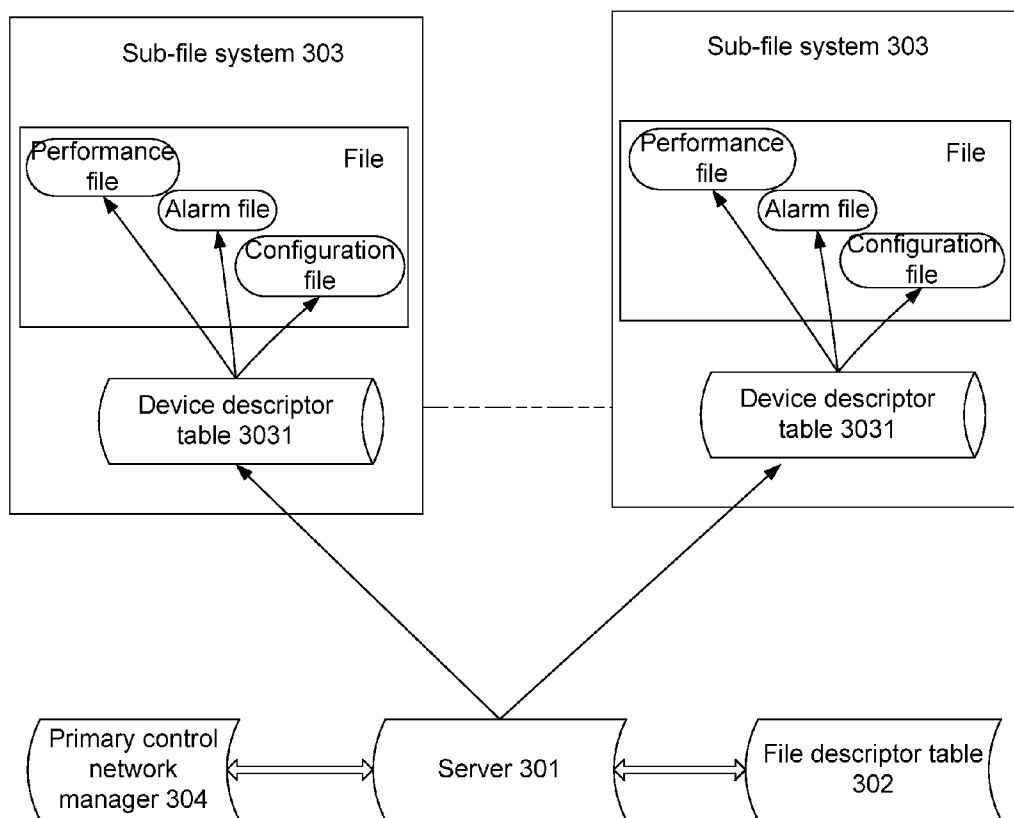 Sub-file system 303
Performance
file
File
Alarm file
Configuration
file
Device descriptor
table 3031
Sub-file system 303
Performance
file
File
Alarm file
Configuration
file
Device descriptor
table 3031
Primary control
network
manager 304
Server 301
File descriptor table
302